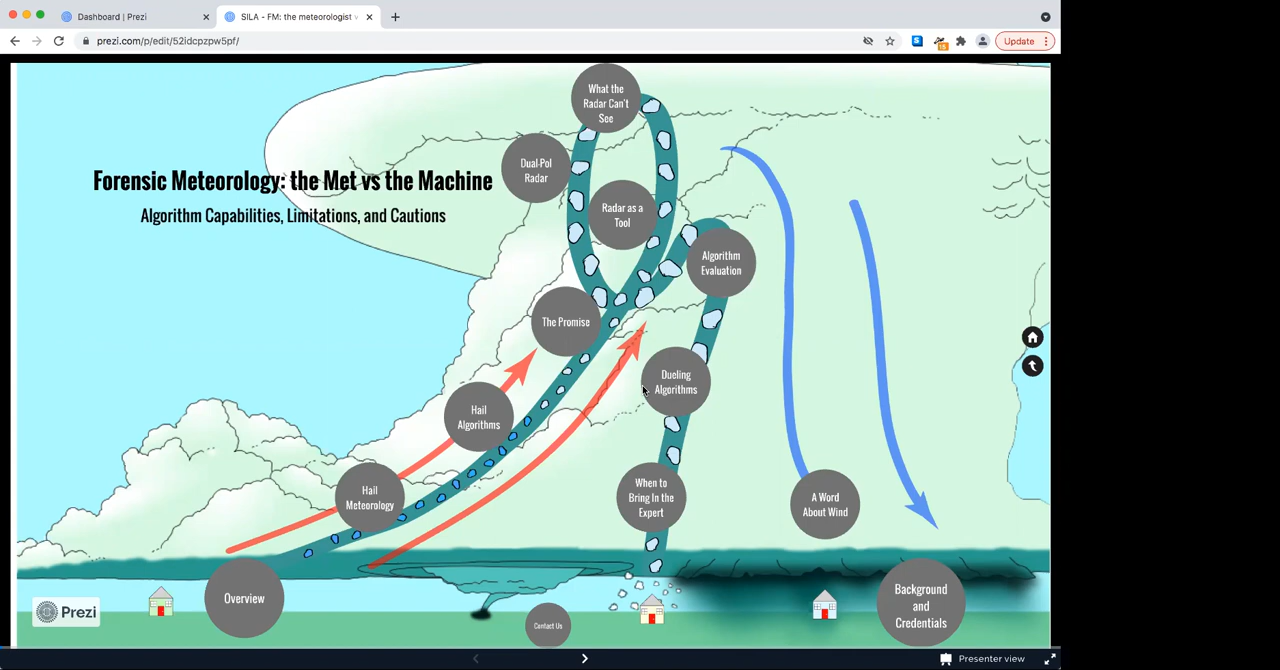 Dashboard | Prezi
SILA - FM: the meteorologist v
prezi.com/p/edit/52idcpzpw5pf/
15
Update
Forensic Meteorology: the Met vs the Machine
Algorithm Capabilities, Limitations, and Cautions
What the
Radar Can't
See
Dual-Pol
Radar
Radar as a
Tool
Algorithm
Evaluation
The Promise
Dueling
Algorithms
Hail
Algorithms
Hail
Meteorology
When to
Bring In the
Expert
A Word
About Wind
Overview
Background
and
Credentials
Contact Us
Prezi
Presenter view